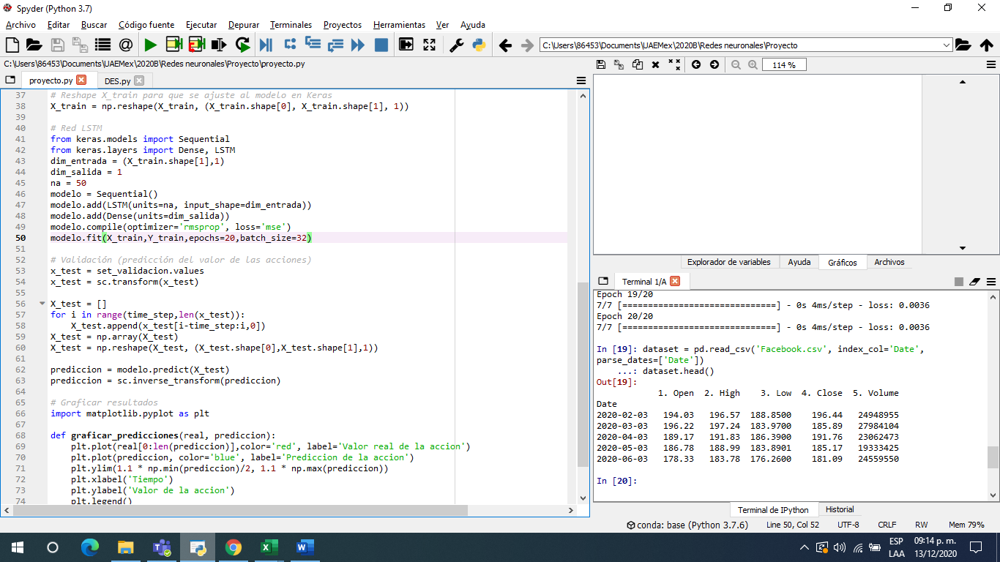 Spyder (Python 3.7)
Archivo Editar Buscar Código fuente Ejecutar Depurar Terminales Proyectos Herramientas Ver Ayuda
C:\Users\86453\Documents\UAEMex\2020B\Redes neuronales\Proyecto
C:\Users\86453\Documents\UAEMex\2020B\Redes neuronales\Proyecto\proyecto.py
proyecto.py DES.py
37 # Reshape X_train para que se ajuste al modelo en Keras
38 X_train = np.reshape(X_train, (X_train.shape[0], X_train.shape[1], 1))
39
40 # Red LSTM
41 from keras.models import Sequential
42 from keras.layers import Dense, LSTM
43 dim_entrada = (X_train.shape[1],1)
44 dim_salida = 1
45 na = 50
46 modelo = Sequential()
47 modelo.add(LSTM(units=na, input_shape=dim_entrada))
48 modelo.add(Dense(units=dim_salida))
49 modelo.compile(optimizer='rmsprop', loss='mse')
50 modelo.fit(X_train,Y_train,epochs=20,batch_size=32)
51
52 # Validación (predicción del valor de las acciones)
53 x_test = set_validacion.values
54 x_test = sc.transform(x_test)
55
56 X_test = []
57 for i in range(time_step,len(x_test)):
58     X_test.append(x_test[i-time_step:i,0])
59 X_test = np.array(X_test)
60 X_test = np.reshape(X_test, (X_test.shape[0],X_test.shape[1],1))
61
62 prediccion = modelo.predict(X_test)
63 prediccion = sc.inverse_transform(prediccion)
64
65 # Graficar resultados
66 import matplotlib.pyplot as plt
67
68 def graficar_predicciones(real, prediccion):
69     plt.plot(real[0:len(prediccion)],color='red', label='Valor real de la accion')
70     plt.plot(prediccion, color='blue', label='Prediccion de la accion')
71     plt.ylim(1.1 * np.min(prediccion)/2, 1.1 * np.max(prediccion))
72     plt.xlabel('Tiempo')
73     plt.ylabel('Valor de la accion')
74     plt.legend()
114 %
Explorador de variables Ayuda Gráficos Archivos
Terminal 1/A
Epoch 19/20
7/7 [==============================] - 0s 4ms/step - loss: 0.0036
Epoch 20/20
7/7 [==============================] - 0s 4ms/step - loss: 0.0036
In [19]: dataset = pd.read_csv('Facebook.csv', index_col='Date',
parse_dates=['Date'])
...: dataset.head()
Out[19]:
1. Open 2. High 3. Low 4. Close 5. Volume
Date
2020-02-03 194.03 196.57 188.8500 196.44 24948955
2020-03-03 196.22 197.24 183.9700 185.89 27984104
2020-04-03 189.17 191.83 186.3900 191.76 23062473
2020-05-03 186.78 188.99 183.8901 185.17 19333425
2020-06-03 178.33 183.78 176.2600 181.09 24559550
In [20]:
Terminal de IPython Historial
conda: base (Python 3.7.6) Line 50, Col 52 UTF-8 CRLF RW Mem 79%
ESP 09:14 p. m.
LAA 13/12/2020